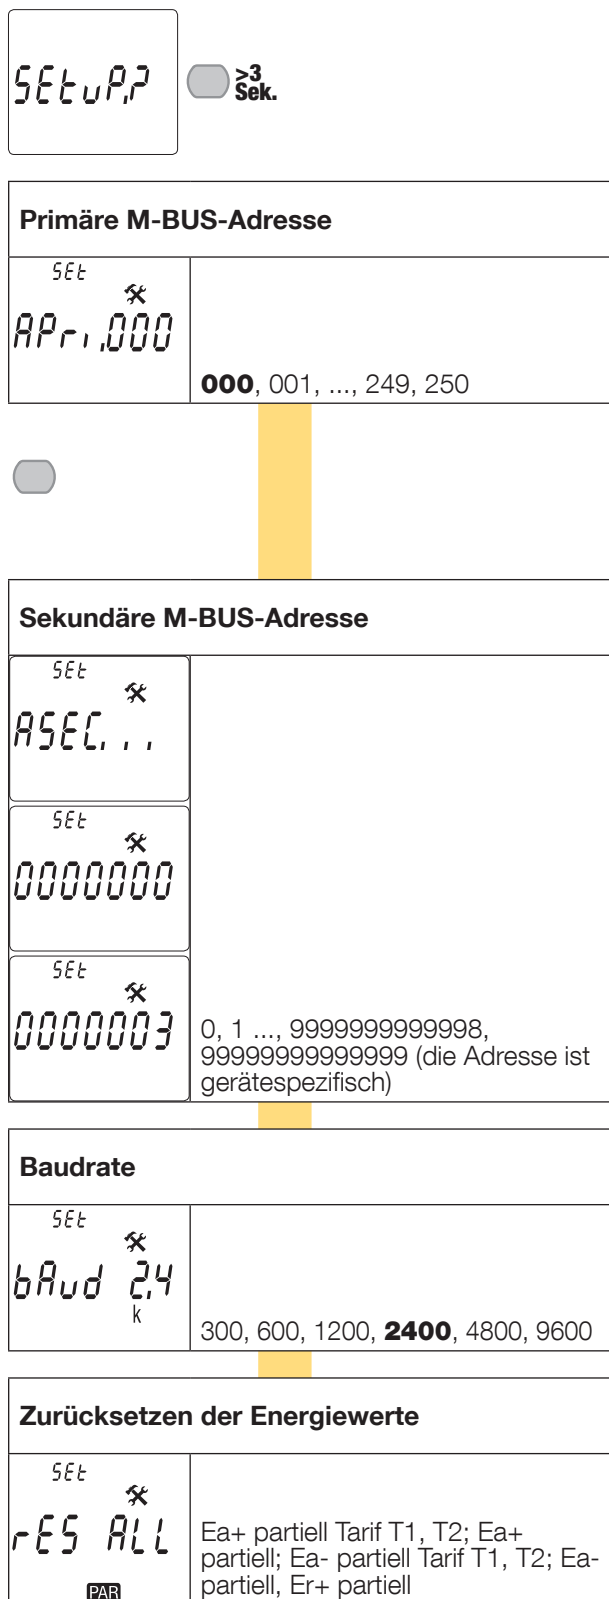 SEtuP,?
>3
Sek.
Primäre M-BUS-Adresse
SEt
APri,000
000, 001, ..., 249, 250
Sekundäre M-BUS-Adresse
SEt
ASEC, , ,
SEt
0000000
SEt
0000003
0, 1 ..., 9999999999998,
99999999999999 (die Adresse ist
gerätespezifisch)
Baudrate
SEt
bAud 2,4
k
300, 600, 1200, 2400, 4800, 9600
Zurücksetzen der Energiewerte
SEt
rES ALL
PAR
Ea+ partiell Tarif T1, T2; Ea+
partiell; Ea- partiell Tarif T1, T2; Ea-
partiell, Er+ partiell